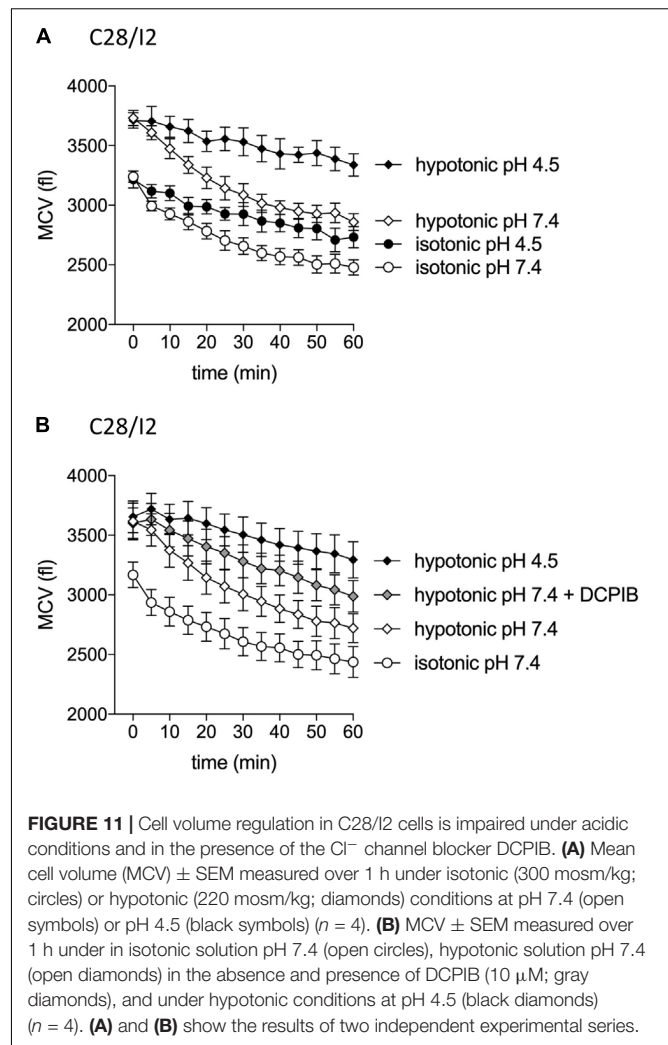 A C28/I2
4000
3500
3000
2500
2000
MCV (fl)
0 10 20 30 40 50 60
time (min)
hypotonic pH 4.5
hypotonic pH 7.4
isotonic pH 4.5
isotonic pH 7.4
B C28/I2
4000
3500
3000
2500
2000
MCV (fl)
0 10 20 30 40 50 60
time (min)
hypotonic pH 4.5
hypotonic pH 7.4 + DCPIB
hypotonic pH 7.4
isotonic pH 7.4
FIGURE 11 | Cell volume regulation in C28/I2 cells is impaired under acidic
conditions and in the presence of the Cl⁻ channel blocker DCPIB. (A) Mean
cell volume (MCV) ± SEM measured over 1 h under isotonic (300 mosm/kg;
circles) or hypotonic (220 mosm/kg; diamonds) conditions at pH 7.4 (open
symbols) or pH 4.5 (black symbols) (n = 4). (B) MCV ± SEM measured over
1 h under in isotonic solution pH 7.4 (open circles), hypotonic solution pH 7.4
(open diamonds) in the absence and presence of DCPIB (10 μM; gray
diamonds), and under hypotonic conditions at pH 4.5 (black diamonds)
(n = 4). (A) and (B) show the results of two independent experimental series.